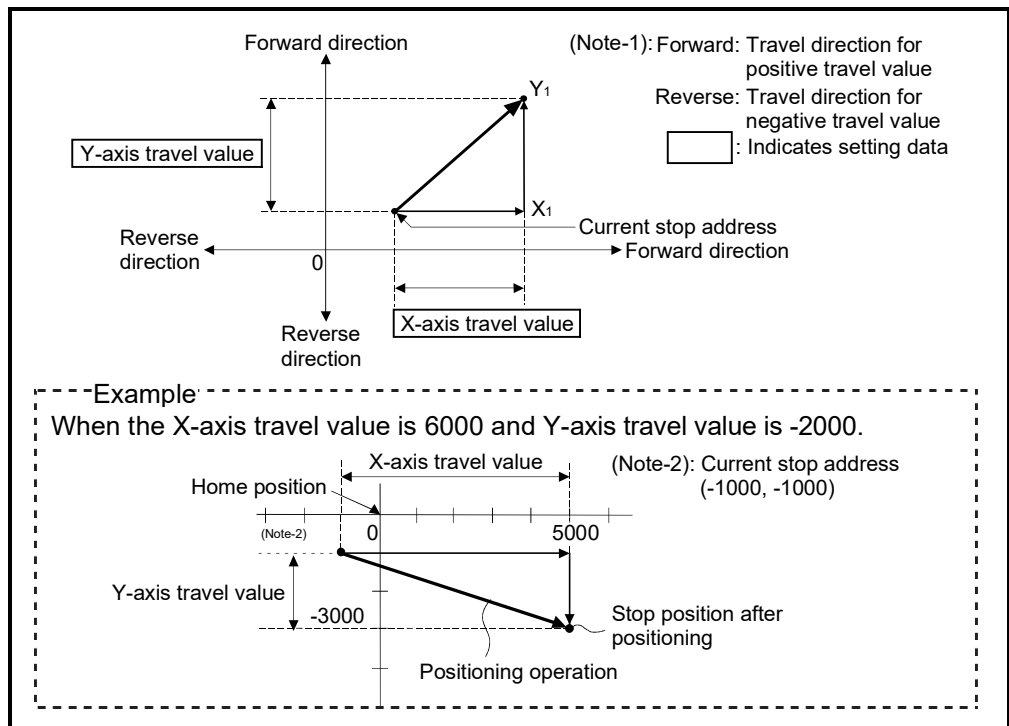 Forward direction
(Note-1): Forward: Travel direction for
positive travel value
Reverse: Travel direction for
negative travel value
: Indicates setting data
Y1
Y-axis travel value
X1
Current stop address
Reverse
direction
0
Forward direction
X-axis travel value
Reverse
direction
Example
When the X-axis travel value is 6000 and Y-axis travel value is -2000.
X-axis travel value
(Note-2): Current stop address
(-1000, -1000)
Home position
(Note-2)
0
5000
Y-axis travel value
-3000
Stop position after
positioning
Positioning operation